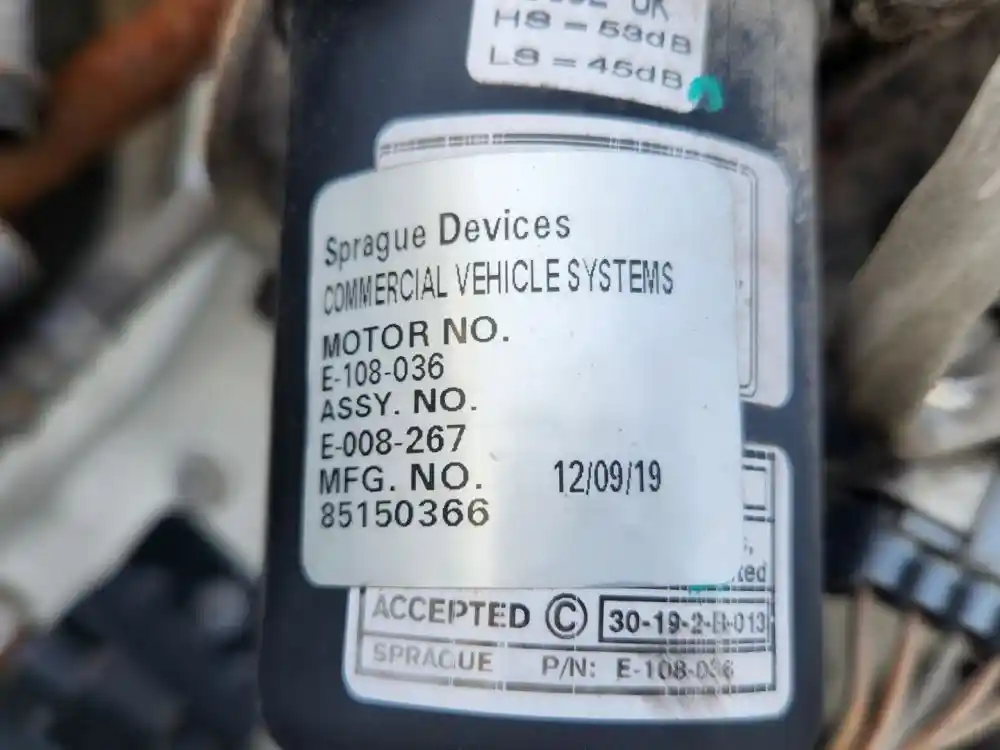 OK
HS = 53dB
LS = 45dB
Sprague Devices
COMMERCIAL VEHICLE SYSTEMS
MOTOR NO.
E-108-036
ASSY. NO.
E-008-267
MFG. NO. 12/09/19
85150366
ACCEPTED © 30-19-2-B-013
SPRAGUE P/N: E-108-036